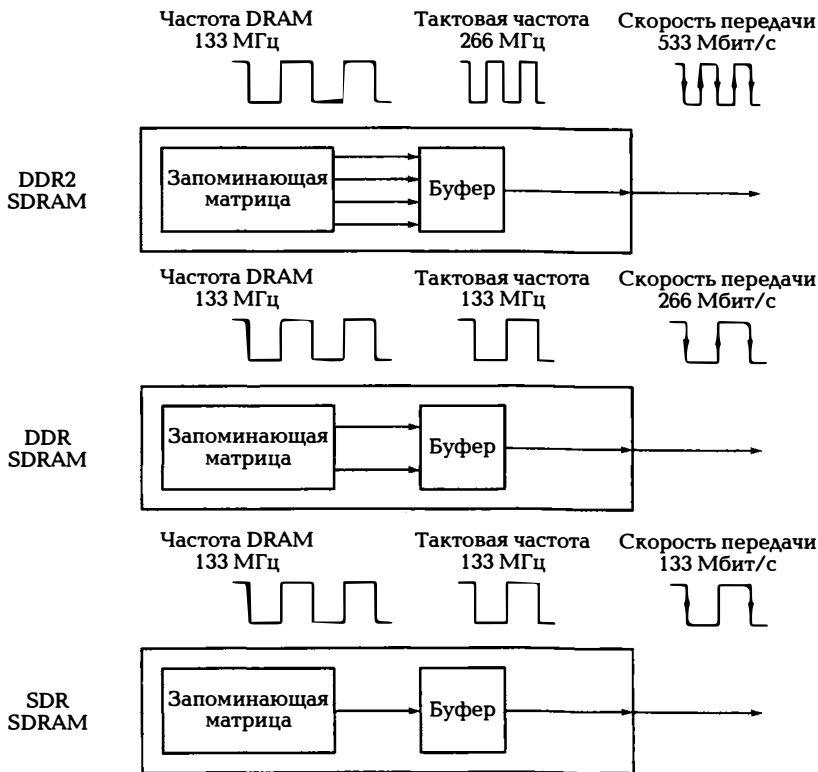 Частота DRAM
133 МГц
Тактовая частота
266 МГц
Скорость передачи
533 Мбит/с
DDR2
SDRAM
Запоминающая
матрица
Буфер
Частота DRAM
133 МГц
Тактовая частота
133 МГц
Скорость передачи
266 Мбит/с
DDR
SDRAM
Запоминающая
матрица
Буфер
Частота DRAM
133 МГц
Тактовая частота
133 МГц
Скорость передачи
133 Мбит/с
SDR
SDRAM
Запоминающая
матрица
Буфер